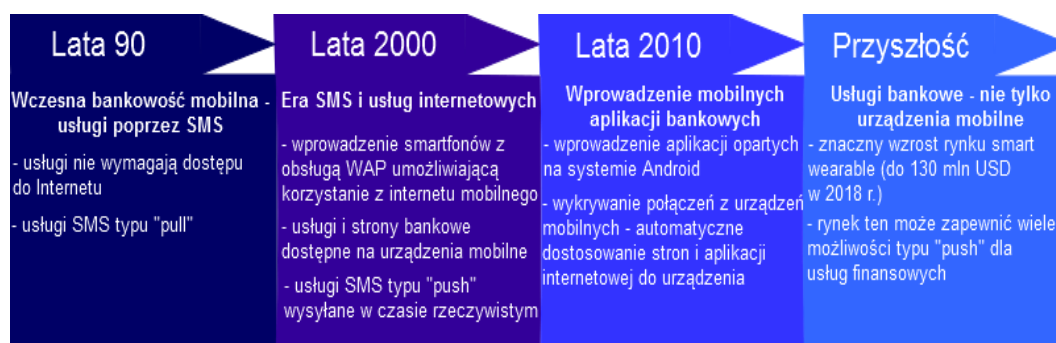 Lata 90
Wczesna bankowość mobilna -
usługi poprzez SMS
- usługi nie wymagają dostępu
do Internetu
- usługi SMS typu "pull"
Lata 2000
Era SMS i usług internetowych
- wprowadzenie smartfonów z
obsługą WAP umożliwiającą
korzystanie z internetu mobilnego
- usługi i strony bankowe
dostępne na urządzenia mobilne
- usługi SMS typu "push"
wysyłane w czasie rzeczywistym
Lata 2010
Wprowadzenie mobilnych
aplikacji bankowych
- wprowadzenie aplikacji opartych
na systemie Android
- wykrywanie połączeń z urządzeń
mobilnych - automatyczne
dostosowanie stron i aplikacji
internetowej do urządzenia
Przyszłość
Usługi bankowe - nie tylko
urządzenia mobilne
- znaczny wzrost rynku smart
wearable (do 130 mln USD
w 2018 r.)
- rynek ten może zapewnić wiele
możliwości typu "push" dla
usług finansowych